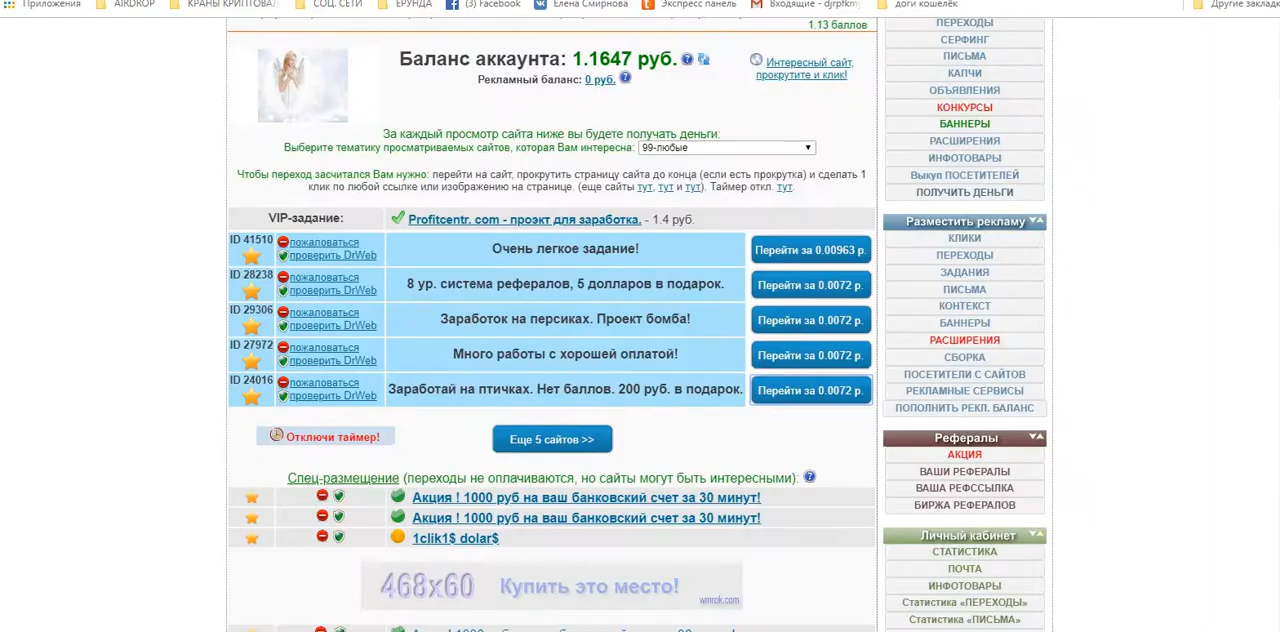 Приложения AIRDROP КРАНЫ КРИПТОВАЛ СОЦ. СЕТИ ЕРУНДА (3) Facebook Елена Смирнова Экспресс панель Входящие - djrpfkm доги кошелёк Другие заклад
1.13 баллов
Баланс аккаунта: 1.1647 руб.
Рекламный баланс: 0 руб.
Интересный сайт,
прокрутите и клик!
За каждый просмотр сайта ниже вы будете получать деньги:
Выберите тематику просматриваемых сайтов, которая Вам интересна: 99-любые
Чтобы переход засчитался Вам нужно: перейти на сайт, прокрутить страницу сайта до конца (если есть прокрутка) и сделать 1
клик по любой ссылке или изображению на странице. (еще сайты тут, тут и тут). Таймер откл. тут.
VIP-задание: Profitcentr. com - проэкт для заработка. - 1.4 руб.
ID 41510 пожаловаться проверить DrWeb Очень легкое задание! Перейти за 0.00963 р.
ID 28238 пожаловаться проверить DrWeb 8 ур. система рефералов, 5 долларов в подарок. Перейти за 0.0072 р.
ID 29306 пожаловаться проверить DrWeb Заработок на персиках. Проект бомба! Перейти за 0.0072 р.
ID 27972 пожаловаться проверить DrWeb Много работы с хорошей оплатой! Перейти за 0.0072 р.
ID 24016 пожаловаться проверить DrWeb Заработай на птичках. Нет баллов. 200 руб. в подарок. Перейти за 0.0072 р.
Отключи таймер!
Еще 5 сайтов >>
Спец-размещение (переходы не оплачиваются, но сайты могут быть интересными):
Акция ! 1000 руб на ваш банковский счет за 30 минут!
Акция ! 1000 руб на ваш банковский счет за 30 минут!
1clik1$ dolar$
468x60 Купить это место!
wmrok.com
ПЕРЕХОДЫ
СЕРФИНГ
ПИСЬМА
КАПЧИ
ОБЪЯВЛЕНИЯ
КОНКУРСЫ
БАННЕРЫ
РАСШИРЕНИЯ
ИНФОТОВАРЫ
Выкуп ПОСЕТИТЕЛЕЙ
ПОЛУЧИТЬ ДЕНЬГИ
Разместить рекламу
КЛИКИ
ПЕРЕХОДЫ
ЗАДАНИЯ
ПИСЬМА
КОНТЕКСТ
БАННЕРЫ
РАСШИРЕНИЯ
СБОРКА
ПОСЕТИТЕЛИ С САЙТОВ
РЕКЛАМНЫЕ СЕРВИСЫ
ПОПОЛНИТЬ РЕКЛ. БАЛАНС
Рефералы
АКЦИЯ
ВАШИ РЕФЕРАЛЫ
ВАША РЕФССЫЛКА
БИРЖА РЕФЕРАЛОВ
Личный кабинет
СТАТИСТИКА
ПОЧТА
ИНФОТОВАРЫ
Статистика «ПЕРЕХОДЫ»
Статистика «ПИСЬМА»